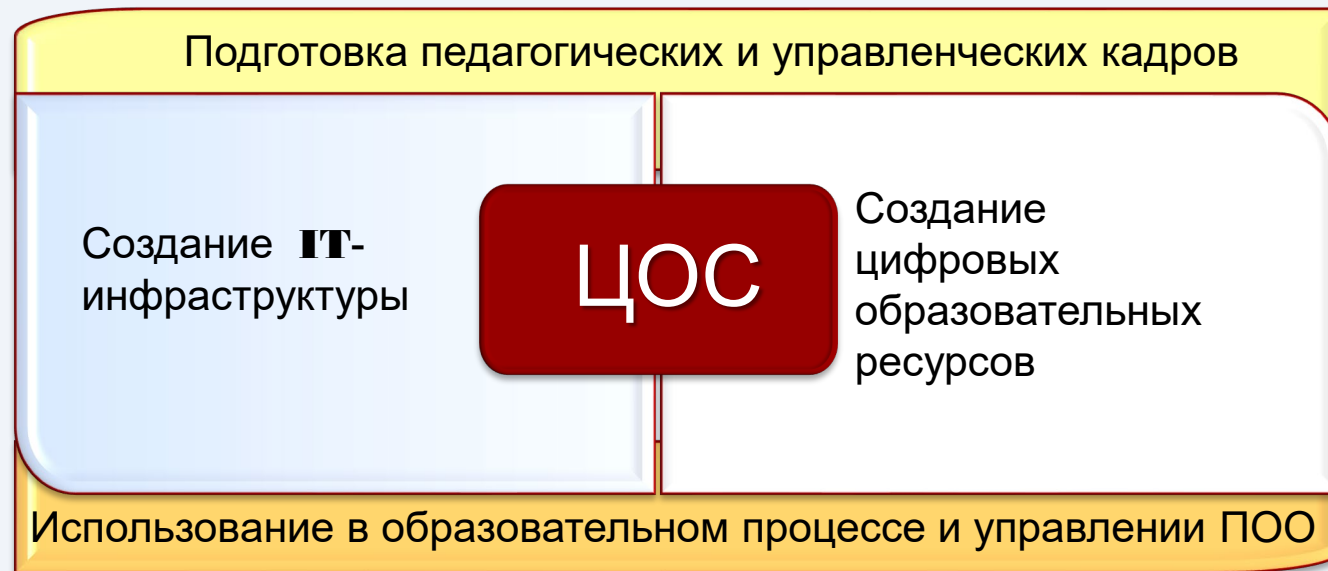 Подготовка педагогических и управленческих кадров
Создание IT-
инфраструктуры
ЦОС
Создание
цифровых
образовательных
ресурсов
Использование в образовательном процессе и управлении ПОО